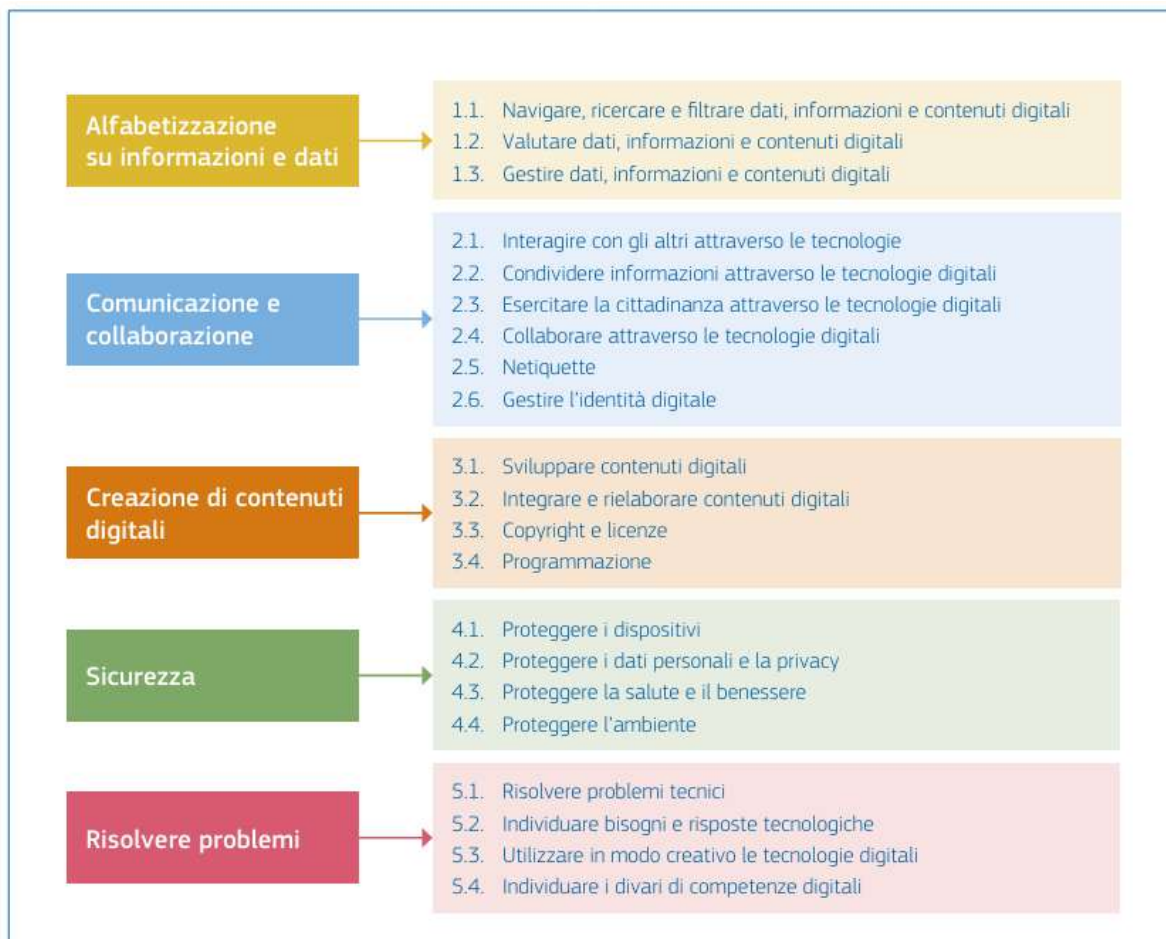 Alfabetizzazione
su informazioni e dati
1.1. Navigare, ricercare e filtrare dati, informazioni e contenuti digitali
1.2. Valutare dati, informazioni e contenuti digitali
1.3. Gestire dati, informazioni e contenuti digitali
Comunicazione e
collaborazione
2.1. Interagire con gli altri attraverso le tecnologie
2.2. Condividere informazioni attraverso le tecnologie digitali
2.3. Esercitare la cittadinanza attraverso le tecnologie digitali
2.4. Collaborare attraverso le tecnologie digitali
2.5. Netiquette
2.6. Gestire l'identità digitale
Creazione di contenuti
digitali
3.1. Sviluppare contenuti digitali
3.2. Integrare e rielaborare contenuti digitali
3.3. Copyright e licenze
3.4. Programmazione
Sicurezza
4.1. Proteggere i dispositivi
4.2. Proteggere i dati personali e la privacy
4.3. Proteggere la salute e il benessere
4.4. Proteggere l'ambiente
Risolvere problemi
5.1. Risolvere problemi tecnici
5.2. Individuare bisogni e risposte tecnologiche
5.3. Utilizzare in modo creativo le tecnologie digitali
5.4. Individuare i divari di competenze digitali